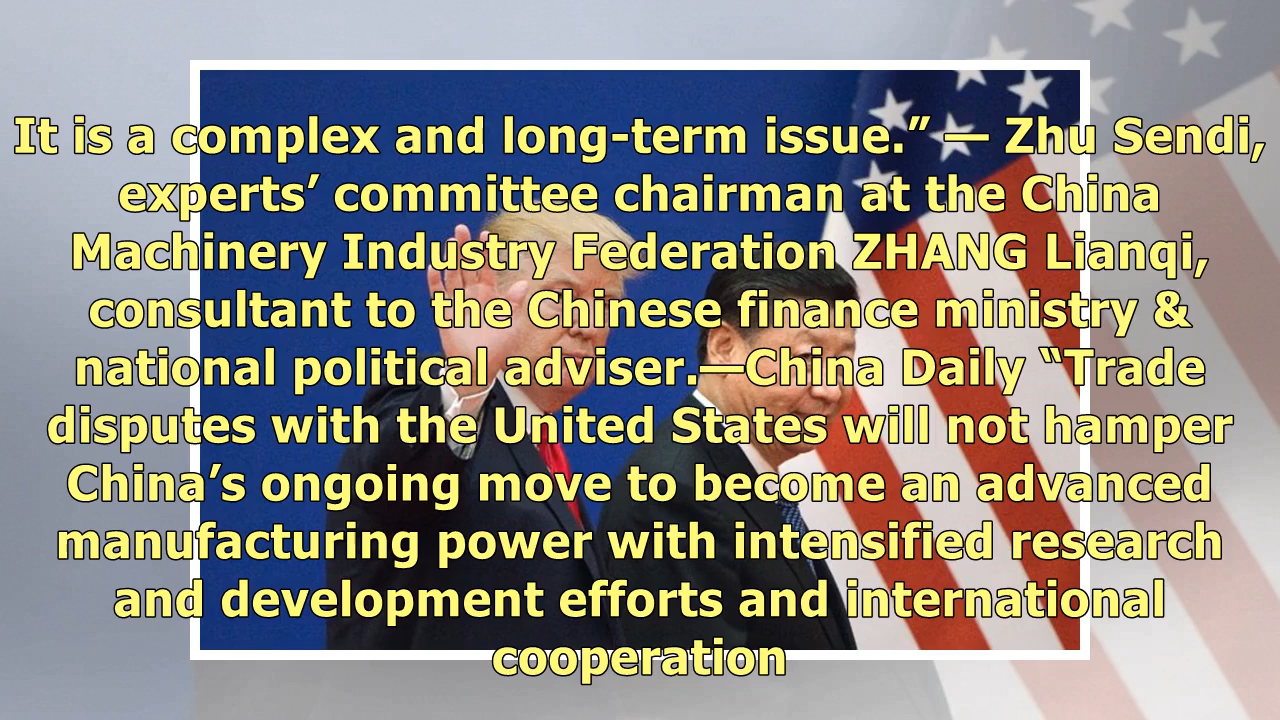 It is a complex and long-term issue.” — Zhu Sendi,
experts’ committee chairman at the China
Machinery Industry Federation ZHANG Lianqi,
consultant to the Chinese finance ministry &
national political adviser.—China Daily “Trade
disputes with the United States will not hamper
China’s ongoing move to become an advanced
manufacturing power with intensified research
and development efforts and international
cooperation